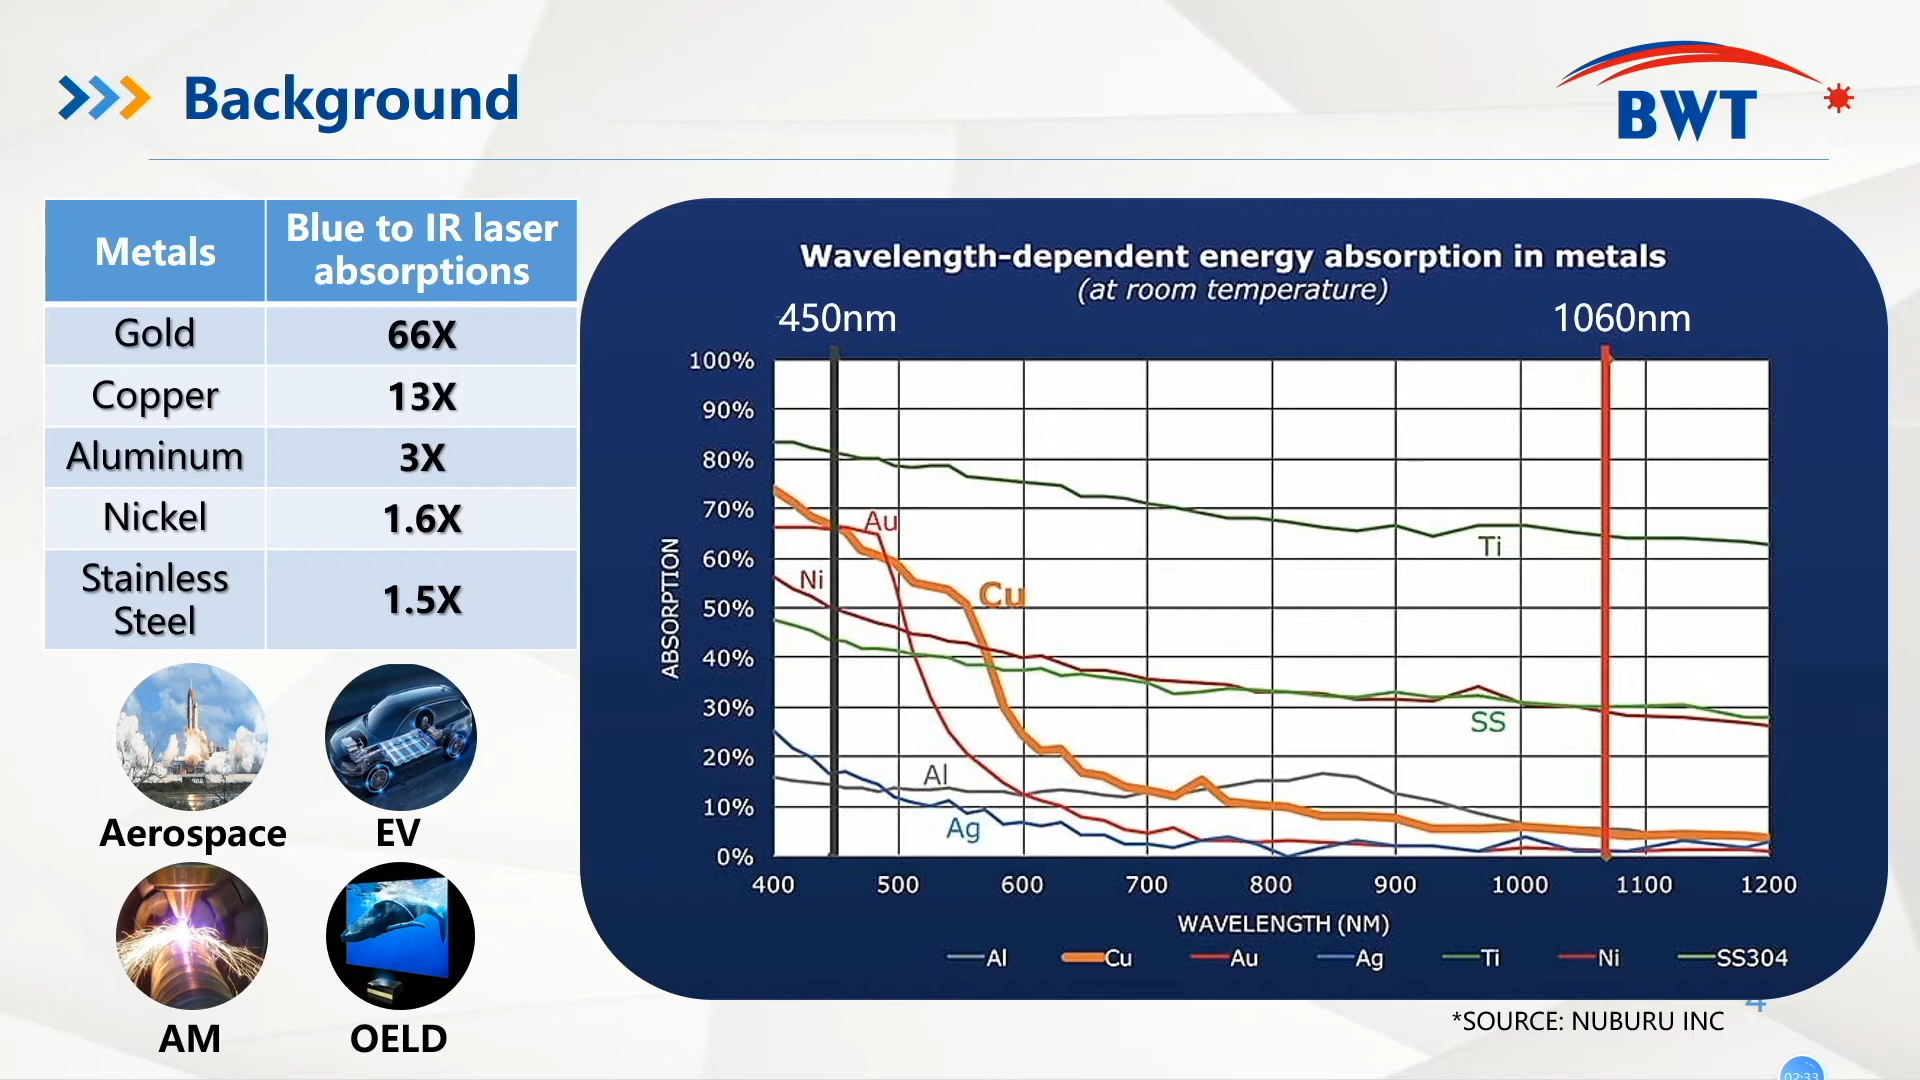 Background
BWT
Metals
Blue to IR laser
absorptions
Gold
66X
Copper
13X
Aluminum
3X
Nickel
1.6X
Stainless
Steel
1.5X
Aerospace
EV
AM
OELD
Wavelength-dependent energy absorption in metals
(at room temperature)
450nm
1060nm
100%
90%
80%
70%
60%
50%
40%
30%
20%
10%
0%
ABSORPTION
Au
Ni
Cu
Ti
SS
Al
Ag
400 500 600 700 800 900 1000 1100 1200
WAVELENGTH (NM)
Al Cu Au Ag Ti Ni SS304
4
*SOURCE: NUBURU INC
02:33